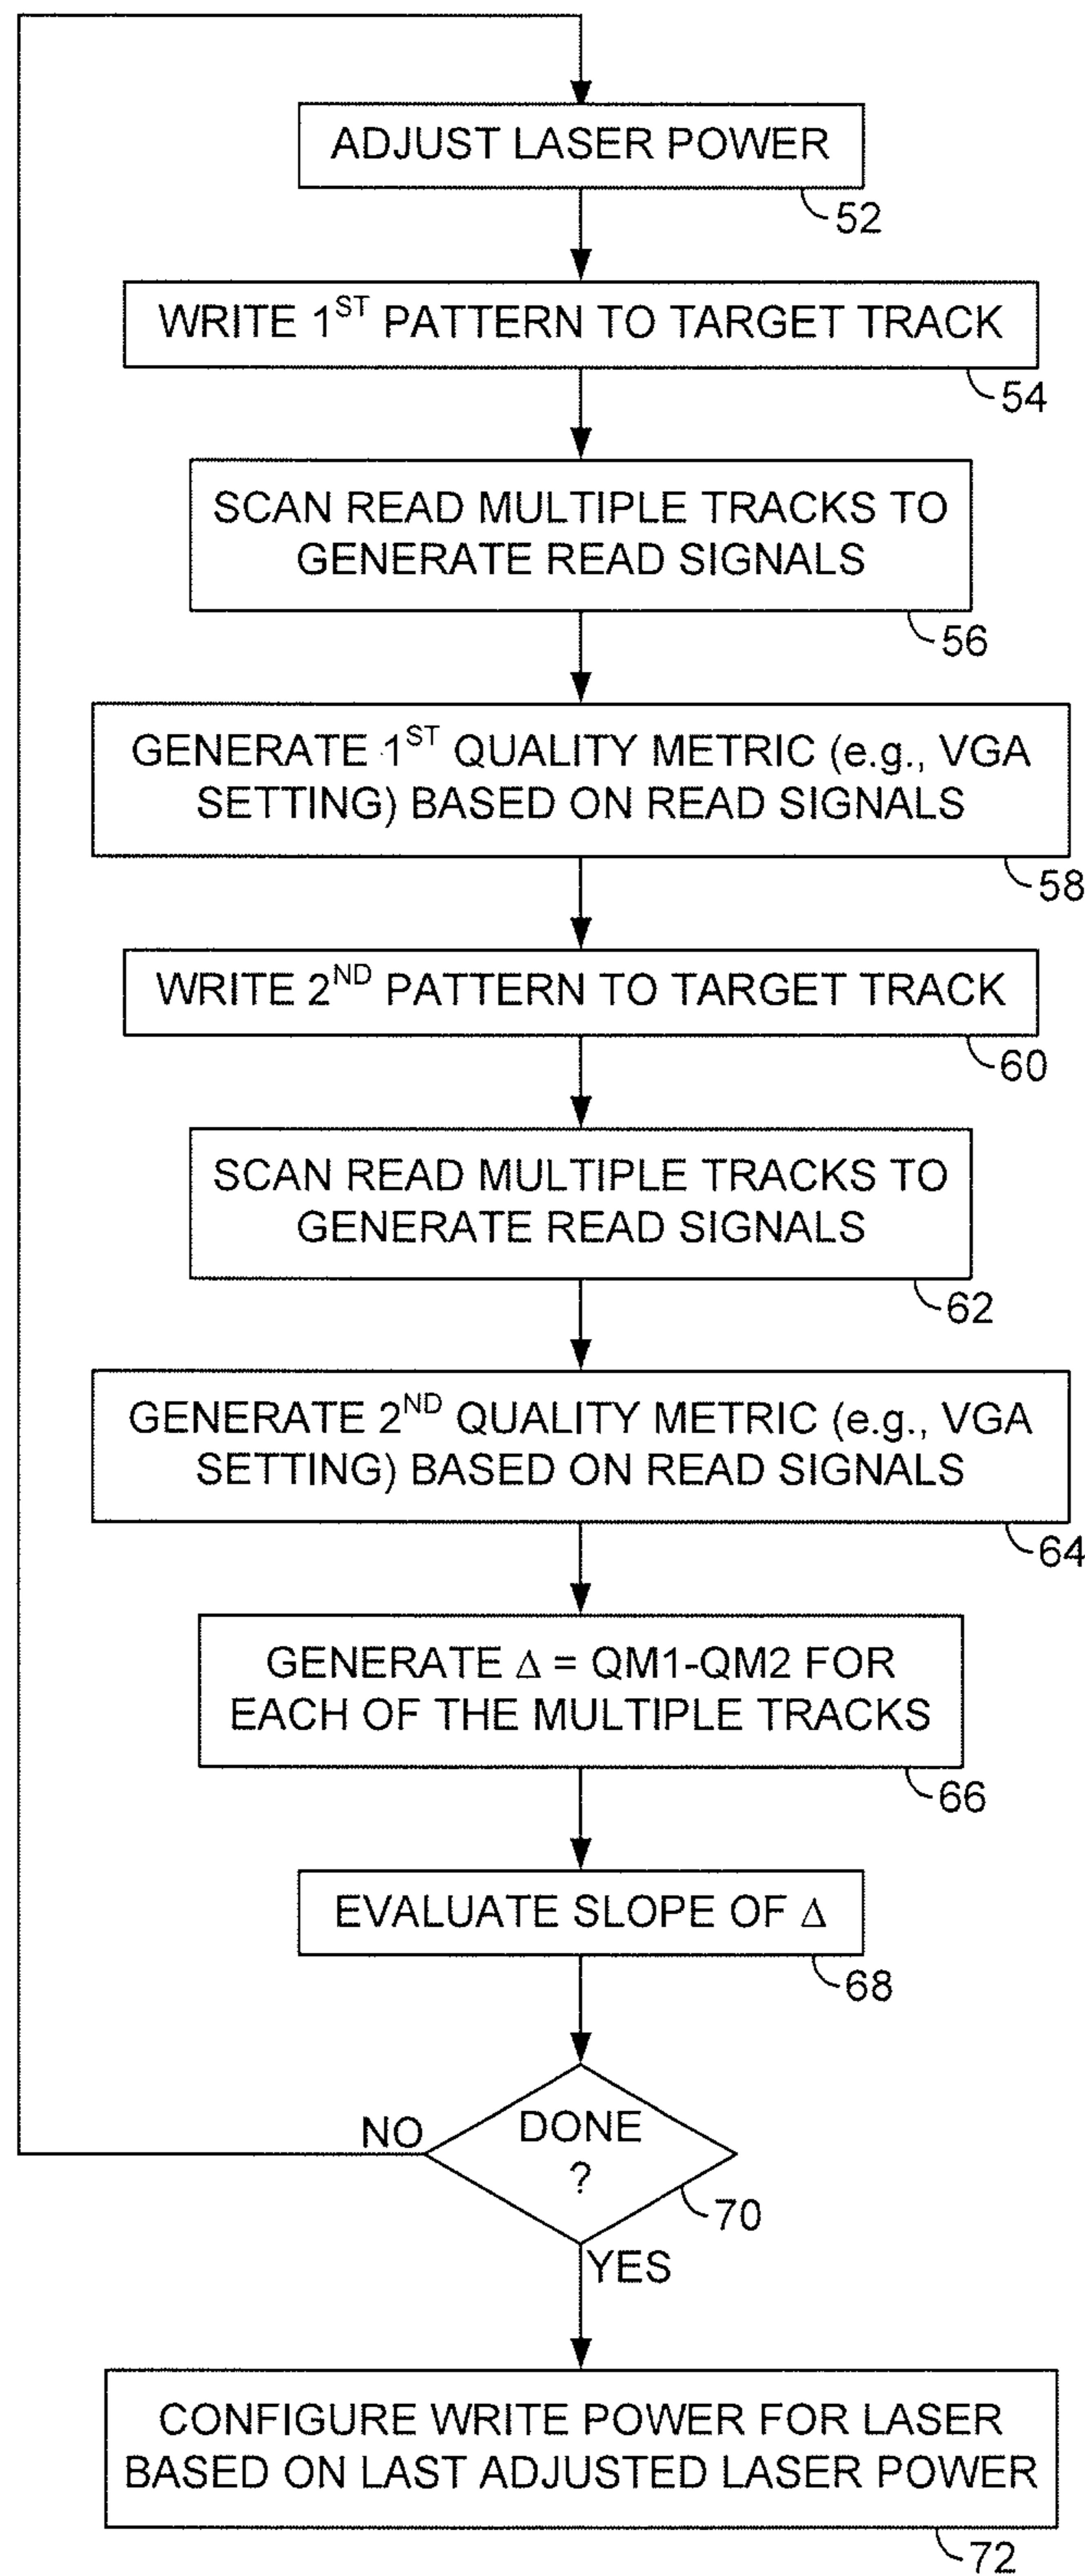 ADJUST LASER POWER
52
WRITE 1ST PATTERN TO TARGET TRACK
54
SCAN READ MULTIPLE TRACKS TO
GENERATE READ SIGNALS
56
GENERATE 1ST QUALITY METRIC (e.g., VGA
SETTING) BASED ON READ SIGNALS
58
WRITE 2ND PATTERN TO TARGET TRACK
60
SCAN READ MULTIPLE TRACKS TO
GENERATE READ SIGNALS
62
GENERATE 2ND QUALITY METRIC (e.g., VGA
SETTING) BASED ON READ SIGNALS
64
GENERATE Δ = QM1-QM2 FOR
EACH OF THE MULTIPLE TRACKS
66
EVALUATE SLOPE OF Δ
68
NO
DONE
?
70
YES
CONFIGURE WRITE POWER FOR LASER
BASED ON LAST ADJUSTED LASER POWER
72